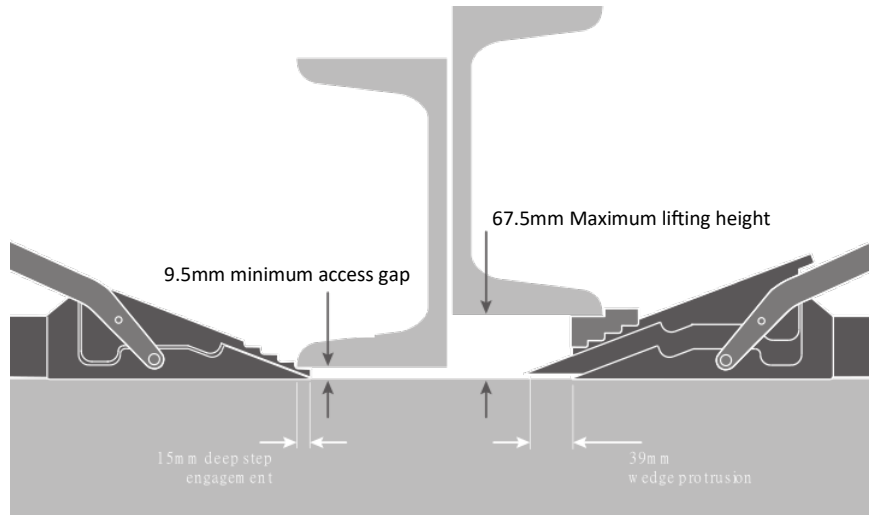 67.5mm Maximum lifting height
9.5mm minimum access gap
15mm deep step
engagement
39mm
wedge protrusion